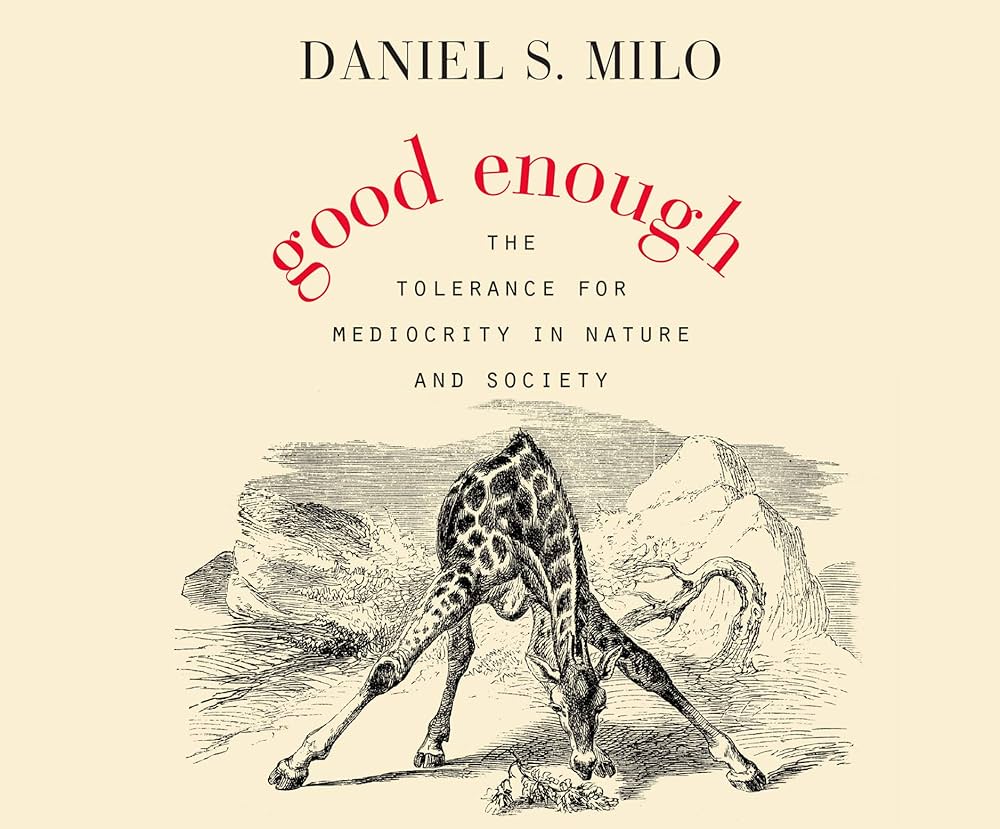 DANIEL S. MILO
good enough
THE
TOLERANCE FOR
MEDIOCRITY IN NATURE
AND SOCIETY